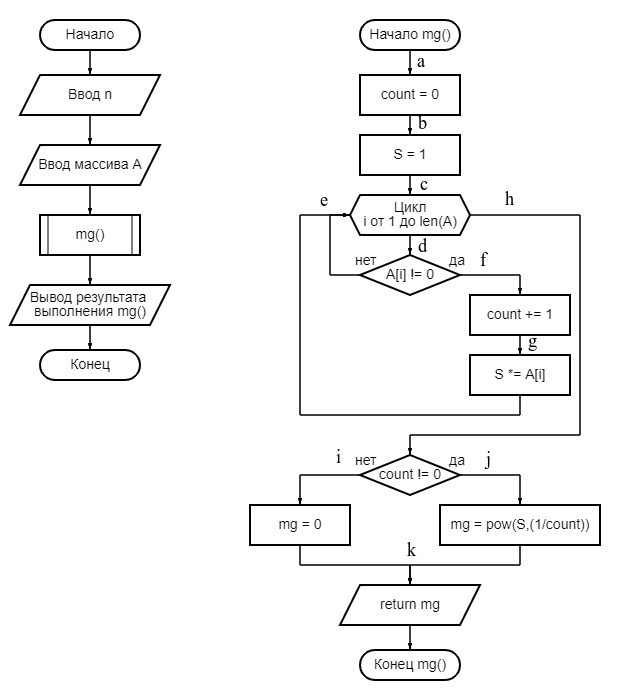 Начало
Ввод n
Ввод массива A
mg()
Вывод результата
выполнения mg()
Конец
Начало mg()
a
count = 0
b
S = 1
c
e
Цикл
i от 1 до len(A)
h
d
нет
да
f
A[i] != 0
count += 1
g
S *= A[i]
i
нет
да
j
count != 0
mg = 0
mg = pow(S,(1/count))
k
return mg
Конец mg()